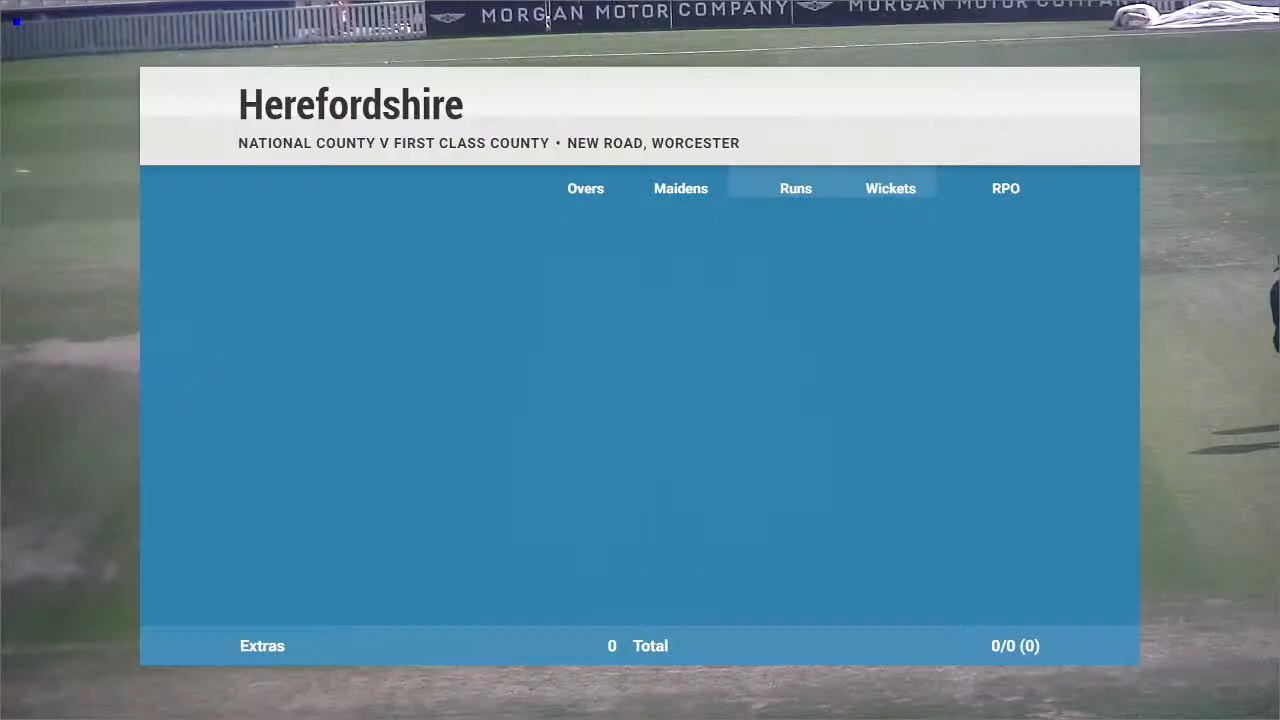 MORGAN MOTOR COMPANY MORGAN MOTOR COMPANY
Herefordshire
NATIONAL COUNTY V FIRST CLASS COUNTY • NEW ROAD, WORCESTER
Overs Maidens Runs Wickets RPO
Extras 0 Total 0/0 (0)